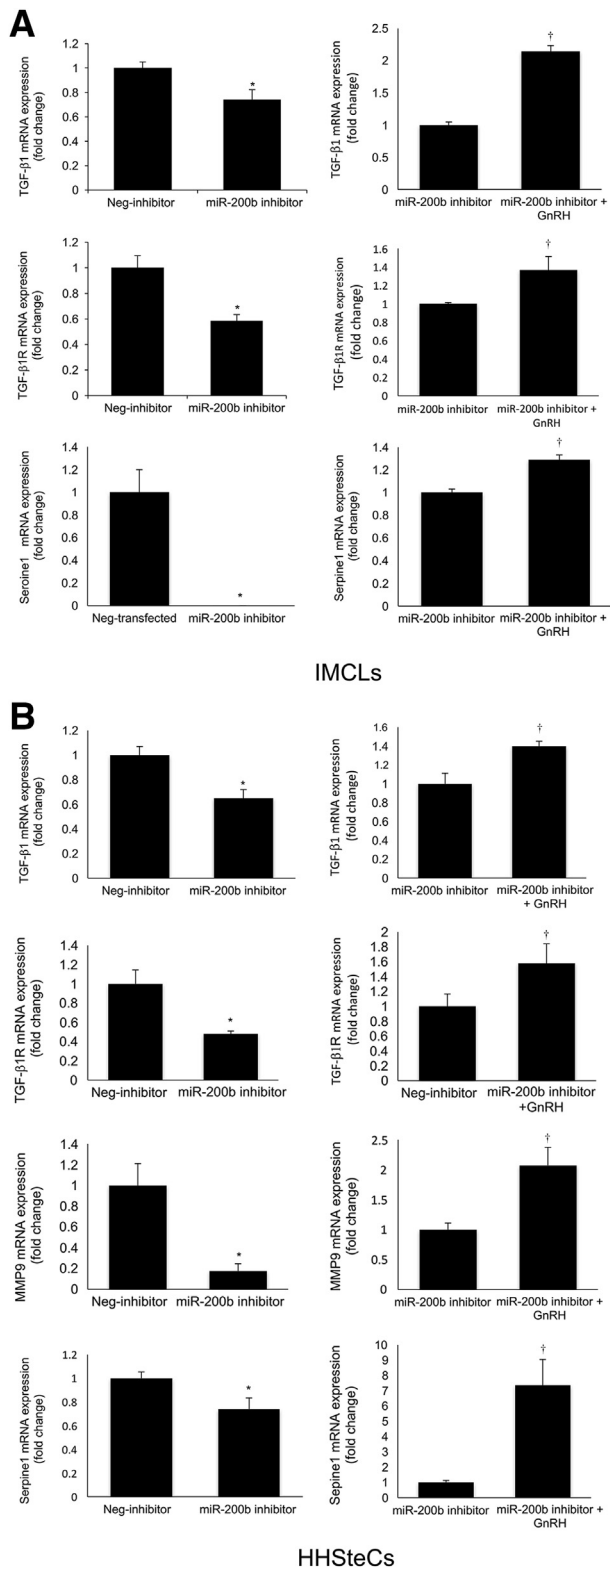 A
TGF-β1 mRNA expression
(fold change)
1.2
1
0.8
0.6
0.4
0.2
0
*
Neg-inhibitor
miR-200b inhibitor
TGF-β1 mRNA expression
(fold change)
2.5
2
1.5
1
0.5
0
†
miR-200b inhibitor
miR-200b inhibitor +
GnRH
TGF-β1R mRNA expression
(fold change)
1.2
1
0.8
0.6
0.4
0.2
0
*
Neg-inhibitor
miR-200b inhibitor
TGF-β1R mRNA expression
(fold change)
1.6
1.4
1.2
1
0.8
0.6
0.4
0.2
0
†
miR-200b inhibitor
miR-200b inhibitor +
GnRH
Seroine1 mRNA expression
(fold change)
1.4
1.2
1
0.8
0.6
0.4
0.2
0
*
Neg-transfected
miR-200b inhibitor
Serpine1 mRNA expression
(fold change)
1.4
1.2
1
0.8
0.6
0.4
0.2
0
†
miR-200b inhibitor
miR-200b inhibitor +
GnRH
IMCLs
B
TGF-β1 mRNA expression
(fold change)
1.2
1
0.8
0.6
0.4
0.2
0
*
Neg-inhibitor
miR-200b inhibitor
TGF-β1 mRNA expression
(fold change)
1.6
1.4
1.2
1
0.8
0.6
0.4
0.2
0
†
miR-200b inhibitor
miR-200b inhibitor
+ GnRH
TGF-β1R mRNA expression
(fold change)
1.4
1.2
1
0.8
0.6
0.4
0.2
0
*
Neg-inhibitor
miR-200b inhibitor
TGF-β1R mRNA expression
(fold change)
2
1.8
1.6
1.4
1.2
1
0.8
0.6
0.4
0.2
0
†
Neg-inhibitor
miR-200b inhibitor
+GnRH
MMP9 mRNA expression
(fold change)
1.4
1.2
1
0.8
0.6
0.4
0.2
0
*
Neg-inhibitor
miR-200b inhibitor
MMP9 mRNA expression
(fold change)
2.5
2
1.5
1
0.5
0
†
miR-200b inhibitor
miR-200b inhibitor +
GnRH
Serpine1 mRNA expression
(fold change)
1.2
1
0.8
0.6
0.4
0.2
0
*
Neg-inhibitor
miR-200b inhibitor
Sepine1 mRNA expression
(fold change)
10
9
8
7
6
5
4
3
2
1
0
†
miR-200b inhibitor
miR-200b inhibitor +
GnRH
HHSteCs